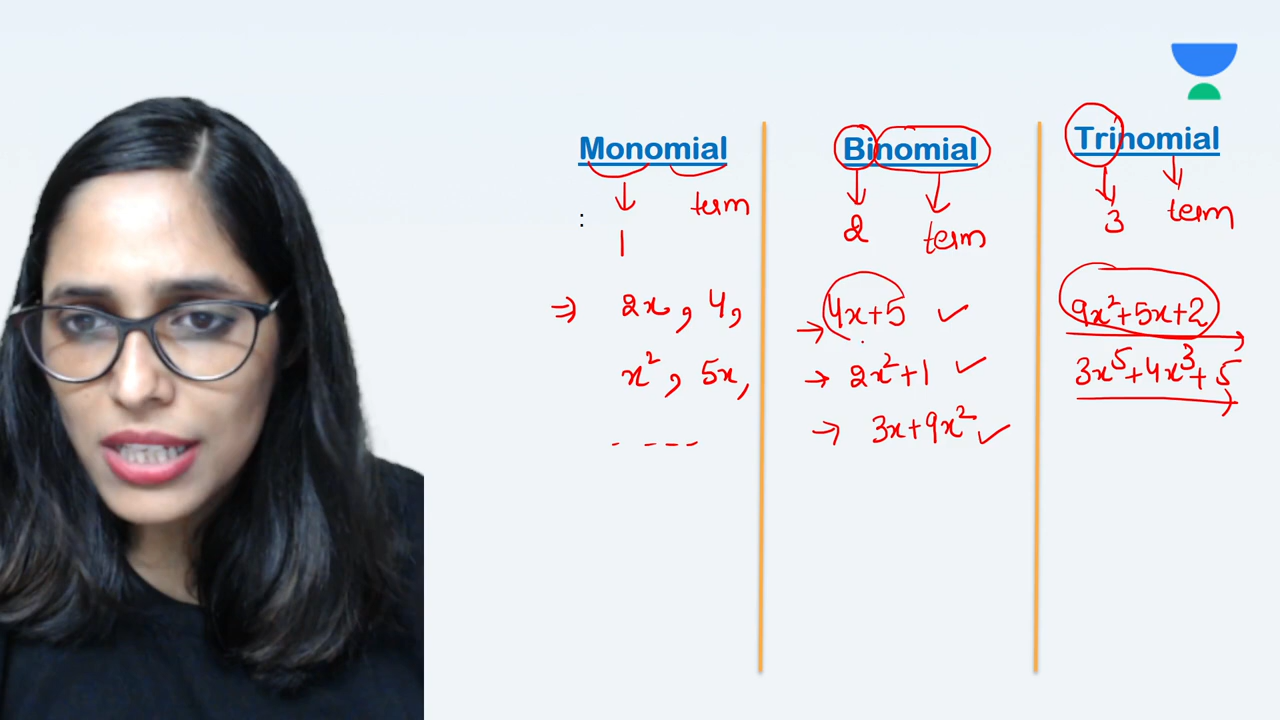 Monomial
: 1 term
⇒ 2x, 4,
x², 5x,
- - - -
Binomial
2 term
→ 4x+5 ✓
→ 2x²+1 ✓
→ 3x+9x² ✓
Trinomial
3 term
9x²+5x+2
3x⁵+4x³+5